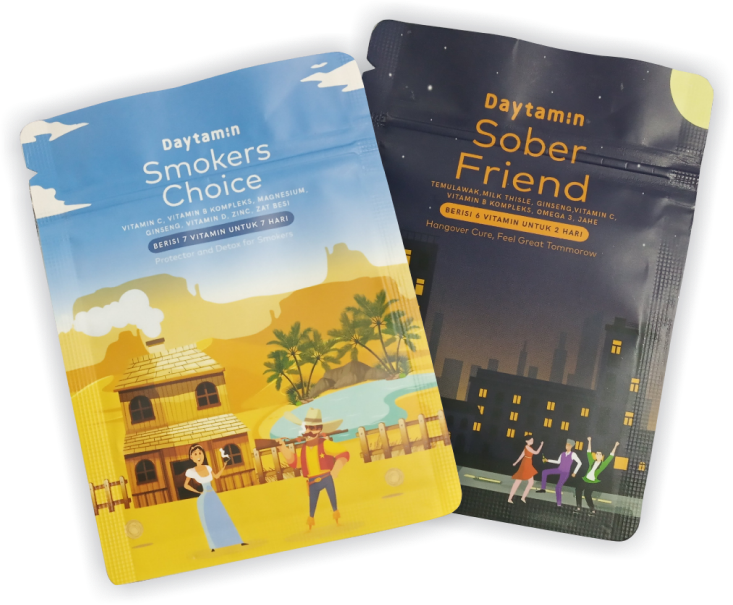 Daytamin
Smokers
Choice
VITAMIN C, VITAMIN B KOMPLEKS, MAGNESIUM,
GINSENG, VITAMIN D, ZINC, ZAT BESI
BERISI 7 VITAMIN UNTUK 7 HARI
Protector and Detox For Smokers
Daytamin
Sober
Friend
TEMULAWAK,MILK THISLE, GINSENG,VITAMIN C,
VITAMIN B KOMPLEKS, OMEGA 3, JAHE
BERISI 6 VITAMIN UNTUK 2 HARI
Hangover Cure, Feel Great Tommorow